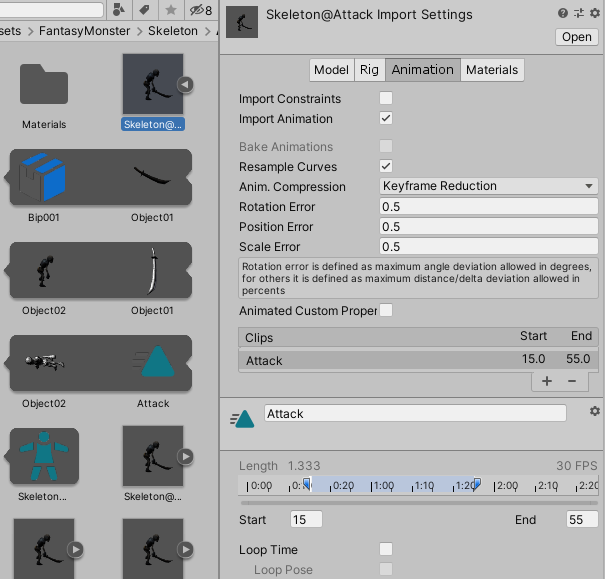 8
sets > FantasyMonster > Skeleton >
Materials
Skeleton@...
Bip001
Object01
Object02
Object01
Object02
Attack
Skeleton...
Skeleton@...
Skeleton@Attack Import Settings
Open
Model
Rig
Animation
Materials
Import Constraints
Import Animation
Bake Animations
Resample Curves
Anim. Compression
Keyframe Reduction
Rotation Error
0.5
Position Error
0.5
Scale Error
0.5
Rotation error is defined as maximum angle deviation allowed in degrees,
for others it is defined as maximum distance/delta deviation allowed in
percents
Animated Custom Proper
Clips Start End
Attack 15.0 55.0
+ −
Attack
Length 1.333 30 FPS
0:00 0:1 0:20 1:00 1:10 1:20 2:00 2:10 2:20
Start 15 End 55
Loop Time
Loop Pose